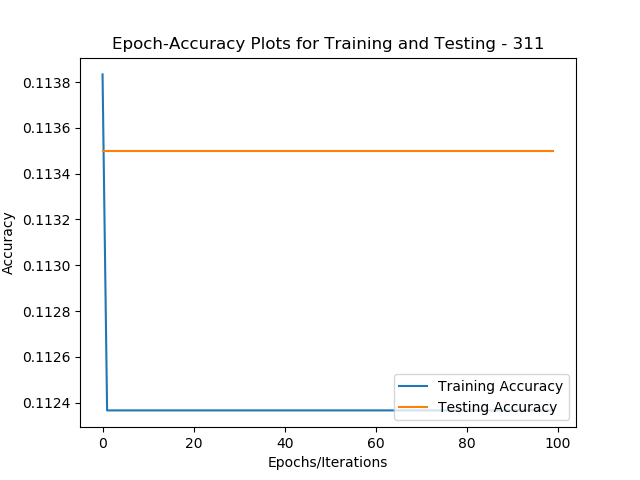 Epoch-Accuracy Plots for Training and Testing - 311
Accuracy
0.1138
0.1136
0.1134
0.1132
0.1130
0.1128
0.1126
0.1124
Training Accuracy
Testing Accuracy
0 20 40 60 80 100
Epochs/Iterations